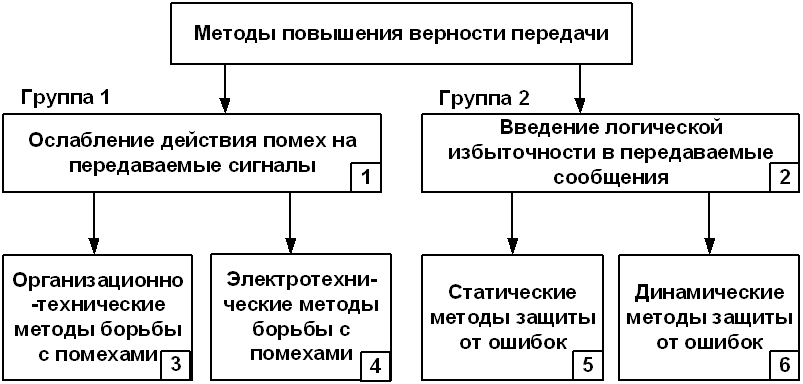 Методы повышения верности передачи
Группа 1
Ослабление действия помех на
передаваемые сигналы
1
Группа 2
Введение логической
избыточности в передаваемые
сообщения
2
Организационно
-технические
методы борьбы
с помехами
3
Электротехни-
ческие методы
борьбы с
помехами
4
Статические
методы защиты
от ошибок
5
Динамические
методы защиты
от ошибок
6